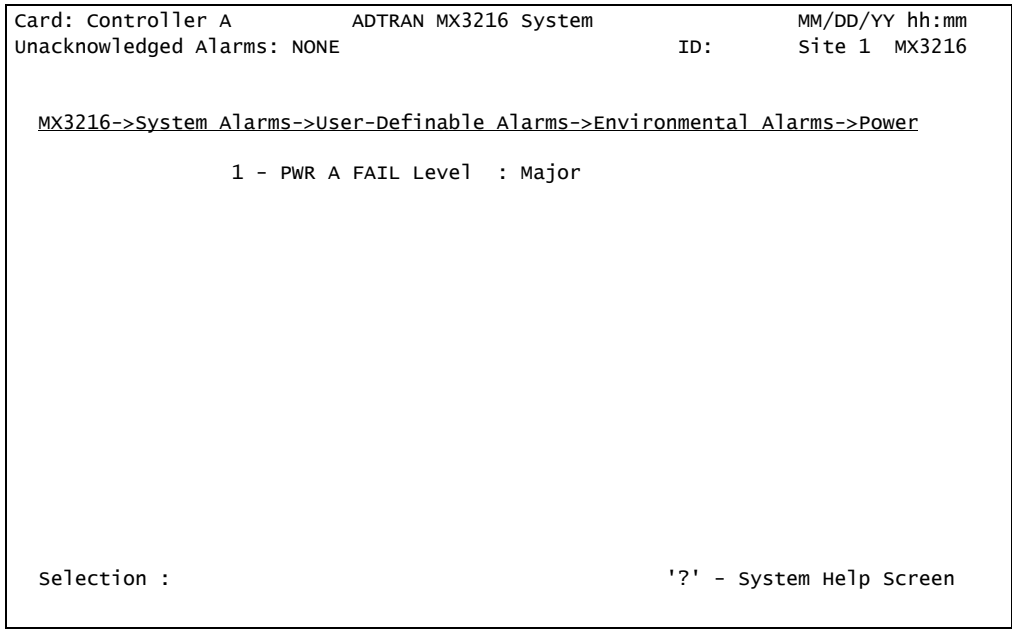 Card: Controller A ADTRAN MX3216 System MM/DD/YY hh:mm
Unacknowledged Alarms: NONE ID: Site 1 MX3216
MX3216->System Alarms->User-Definable Alarms->Environmental Alarms->Power
1 - PWR A FAIL Level : Major
Selection : '?' - System Help Screen